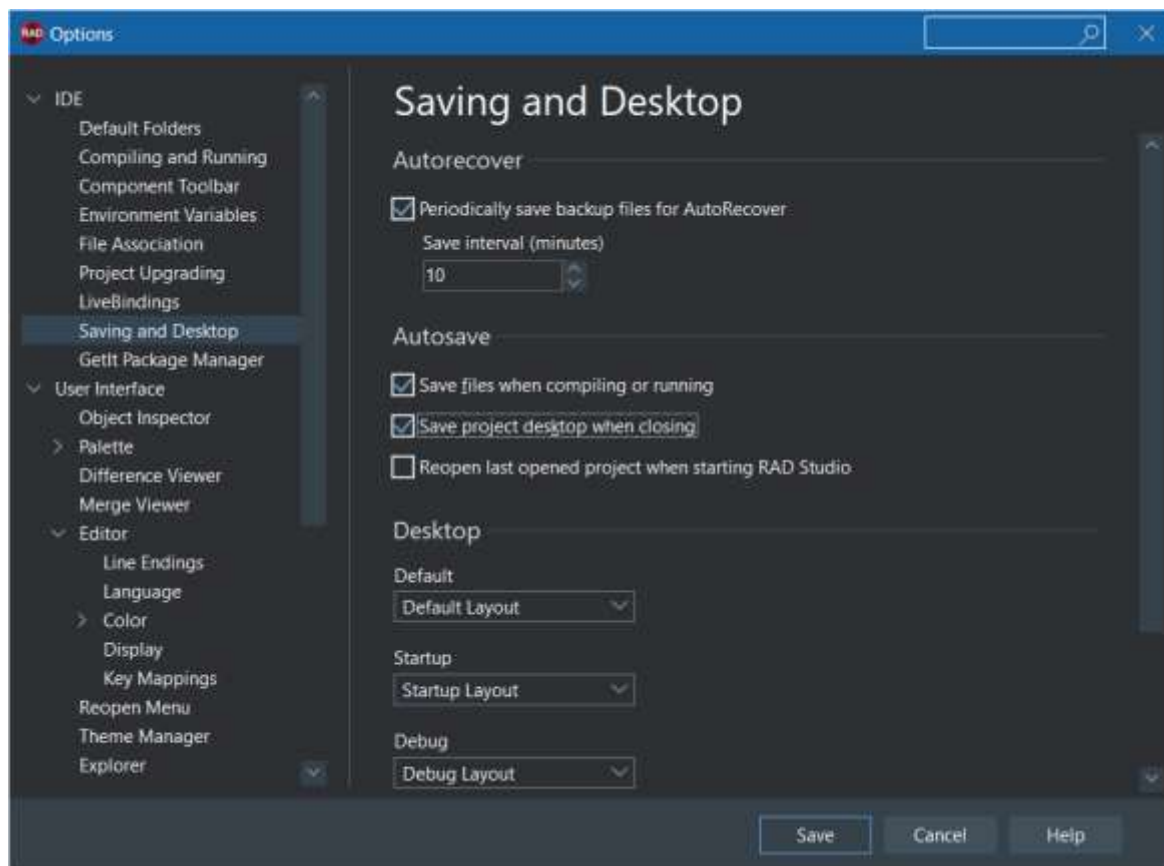 RAD Options
IDE
Default Folders
Compiling and Running
Component Toolbar
Environment Variables
File Association
Project Upgrading
LiveBindings
Saving and Desktop
GetIt Package Manager
User Interface
Object Inspector
Palette
Difference Viewer
Merge Viewer
Editor
Line Endings
Language
Color
Display
Key Mappings
Reopen Menu
Theme Manager
Explorer
Saving and Desktop
Autorecover
Periodically save backup files for AutoRecover
Save interval (minutes)
10
Autosave
Save files when compiling or running
Save project desktop when closing
Reopen last opened project when starting RAD Studio
Desktop
Default
Default Layout
Startup
Startup Layout
Debug
Debug Layout
Save Cancel Help